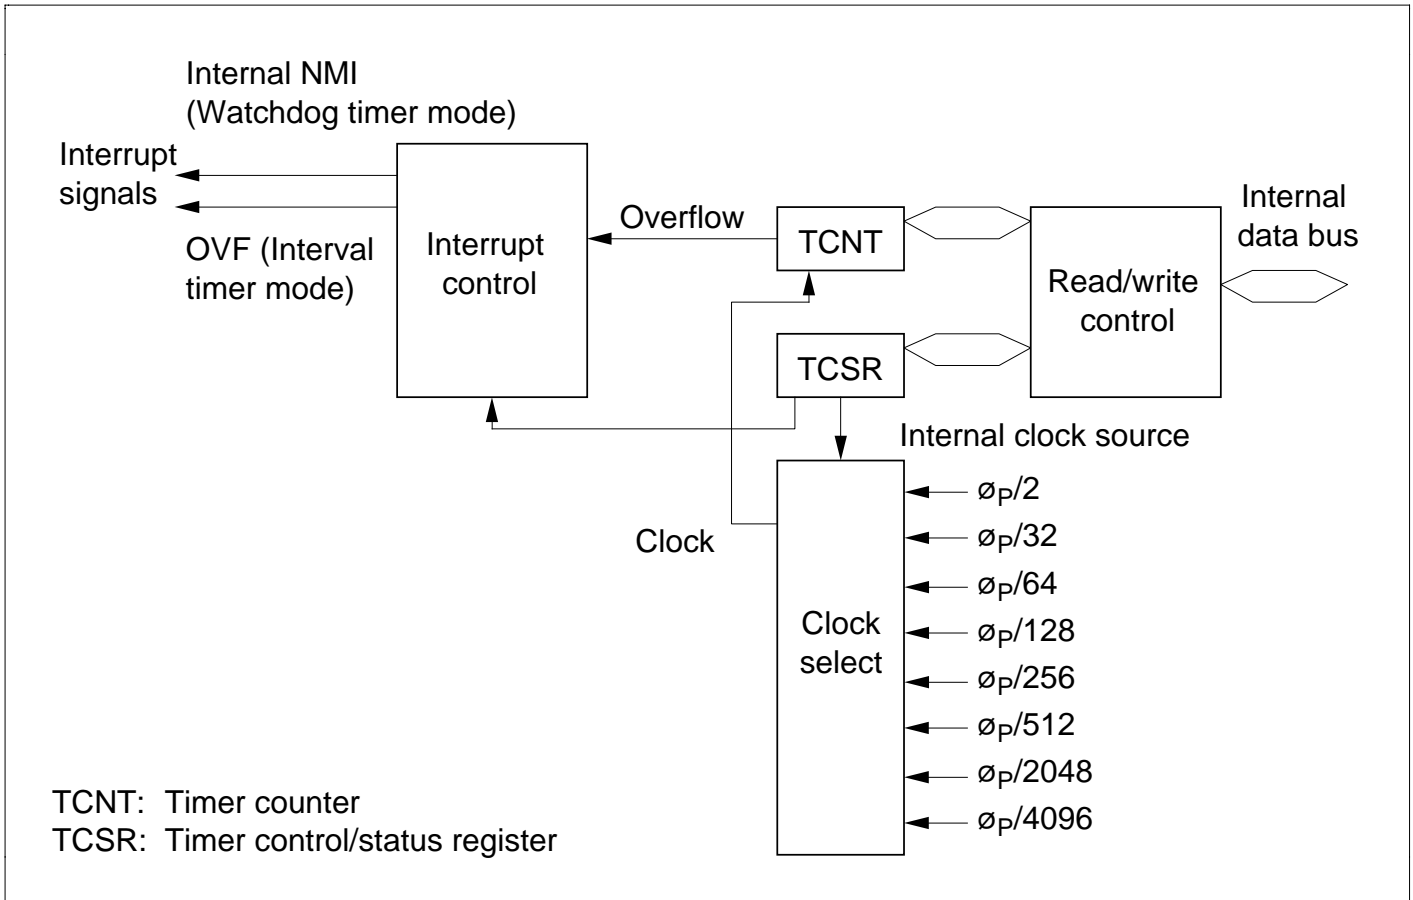 Internal NMI
(Watchdog timer mode)
Interrupt
signals
OVF (Interval
timer mode)
Interrupt
control
Overflow
TCNT
TCSR
Read/write
control
Internal
data bus
Internal clock source
Clock
Clock
select
øP/2
øP/32
øP/64
øP/128
øP/256
øP/512
øP/2048
øP/4096
TCNT: Timer counter
TCSR: Timer control/status register